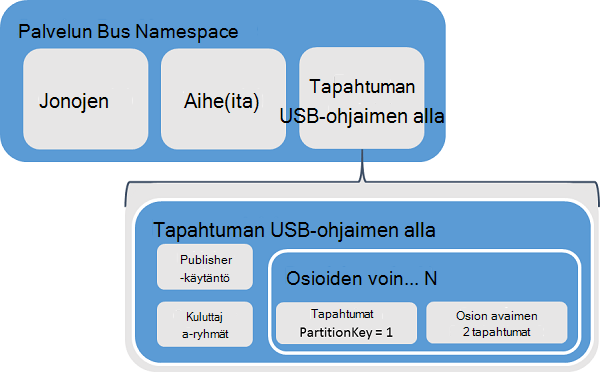 Palvelun Bus Namespace
Jonojen
Aihe(ita)
Tapahtuman
USB-ohjaimen alla
Tapahtuman USB-ohjaimen alla
Publisher
-käytäntö
Kuluttaj
a-ryhmät
Osioiden voin... N
Tapahtumat
PartitionKey = 1
Osion avaimen
2 tapahtumat